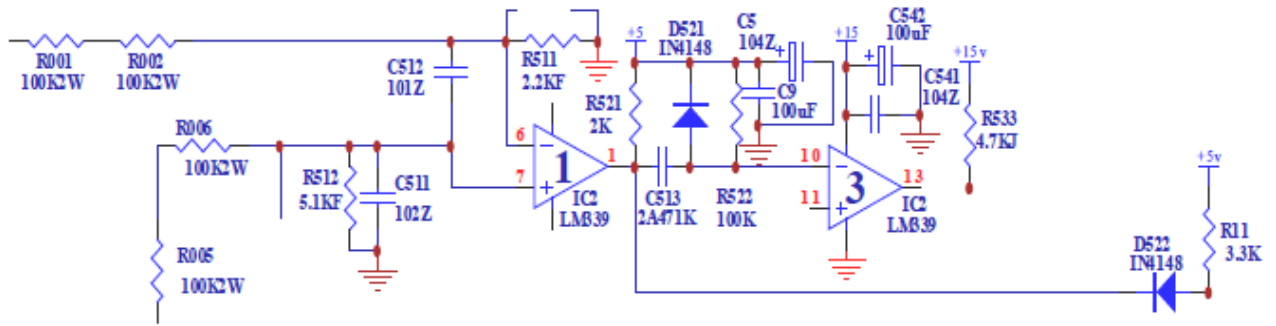 R001
100K2W
R002
100K2W
C512
101Z
R511
2.2KF
+5
D521
IN4148
C5
104Z
+
+15
C542
100uF
+
C541
104Z
+15v
R533
4.7KJ
R006
100K2W
R512
5.1KF
C511
102Z
6
7
−
+
1
1
IC2
LM339
R521
2K
C9
100uF
C513
2A471K
R522
100K
10
11
−
+
3
13
IC2
LM339
R005
100K2W
D522
IN4148
+5v
R11
3.3K